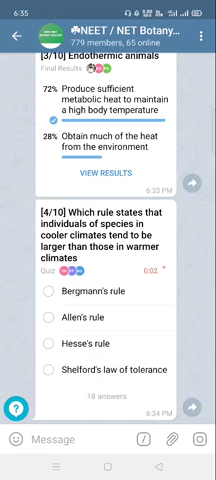 6:35
☘NEET / NET Botany...
779 members, 65 online
[3/10] Endothermic animals
Final Results
72% Produce sufficient
metabolic heat to maintain
a high body temperature
28% Obtain much of the heat
from the environment
VIEW RESULTS
6:33 PM
[4/10] Which rule states that
individuals of species in
cooler climates tend to be
larger than those in warmer
climates
Quiz
0:02
Bergmann's rule
Allen's rule
Hesse's rule
Shelford's law of tolerance
18 answers
6:34 PM
Message